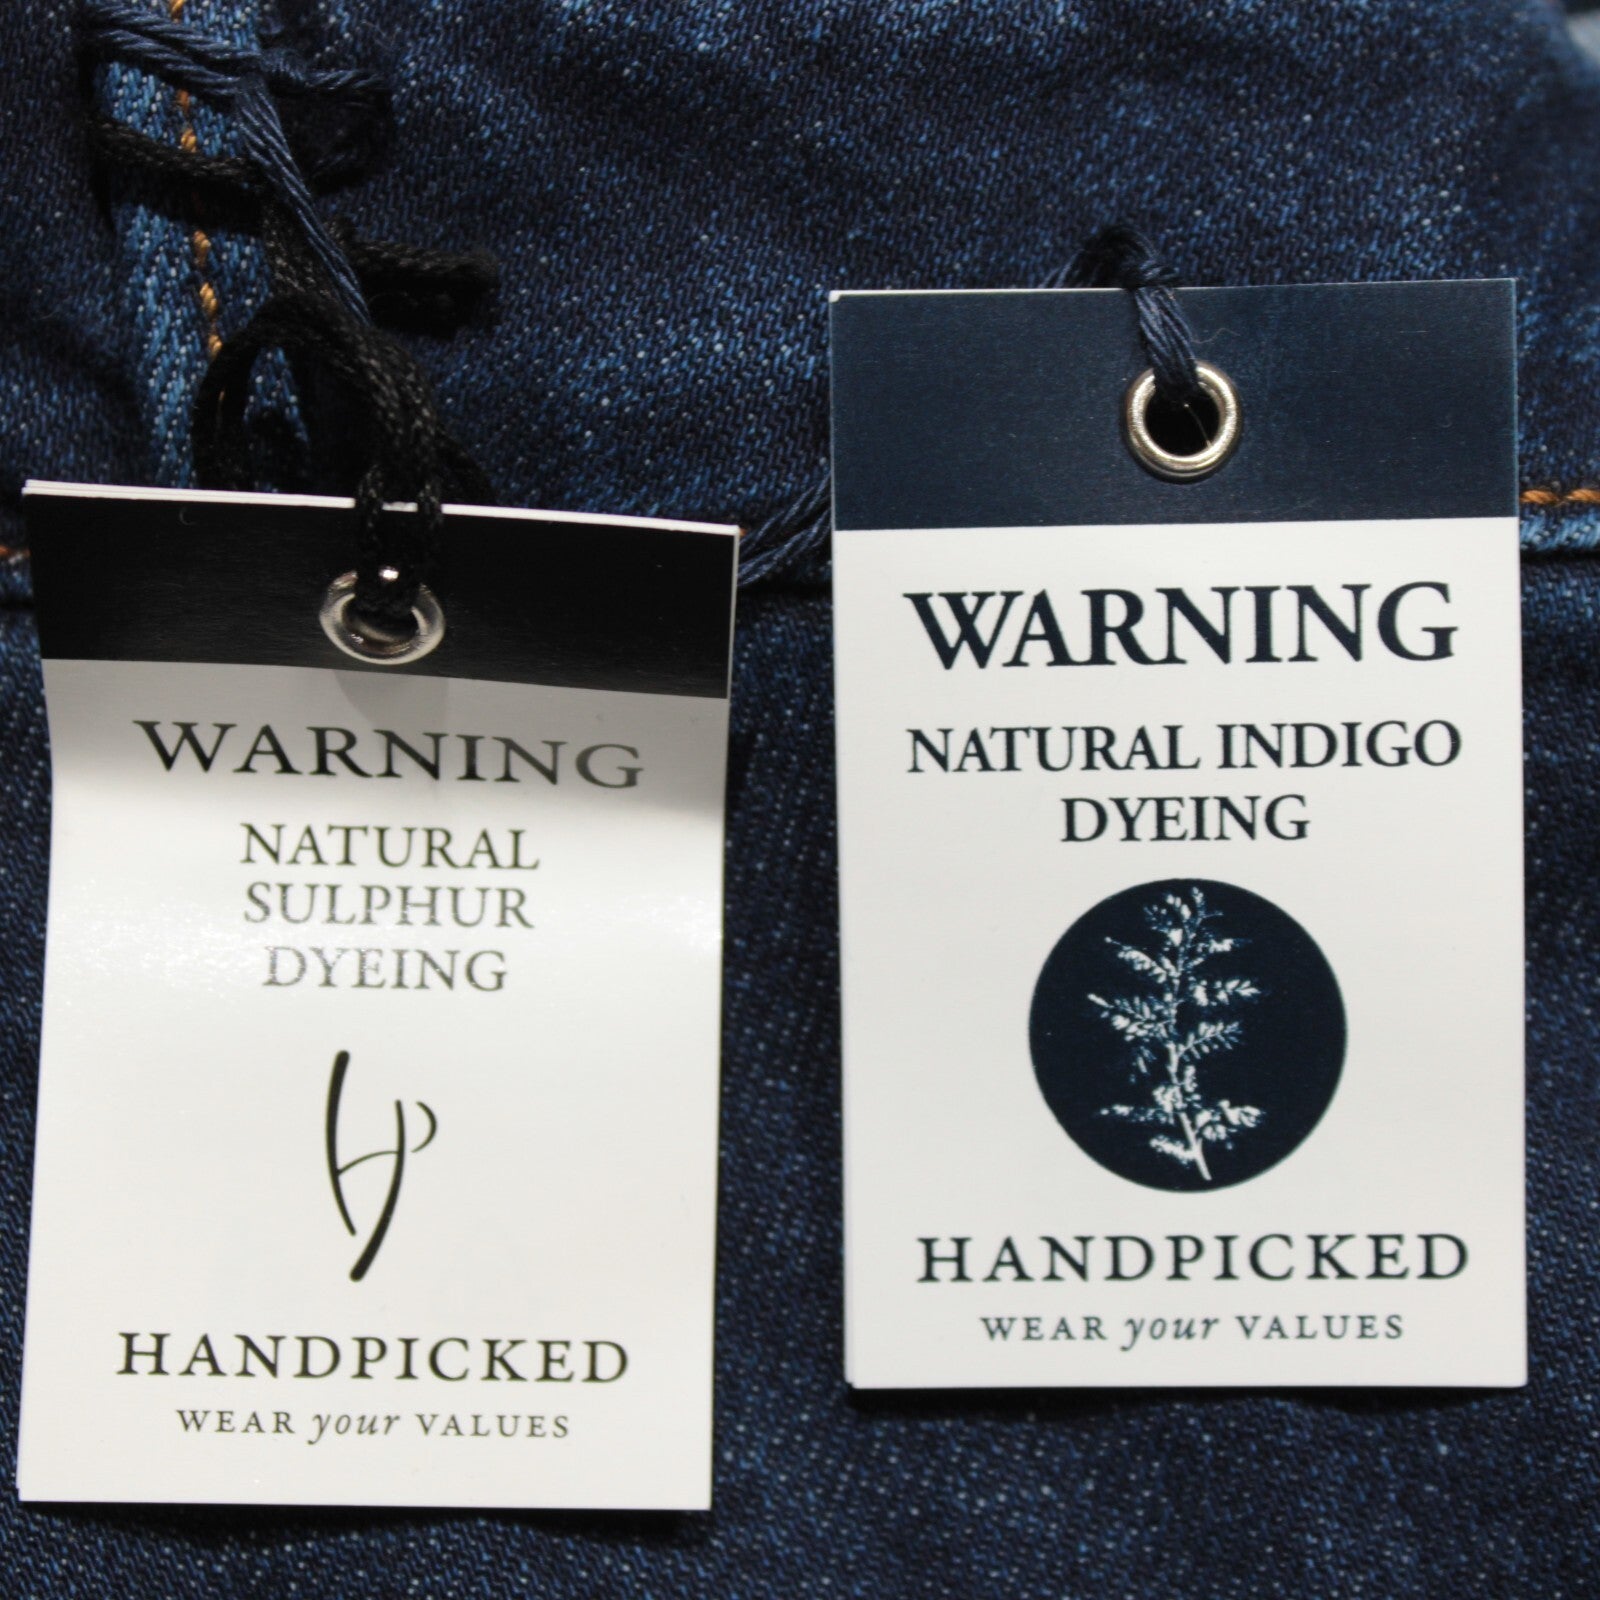 WARNING
NATURAL
SULPHUR
DYEING
HANDPICKED
WEAR your VALUES
WARNING
NATURAL INDIGO
DYEING
HANDPICKED
WEAR your VALUES